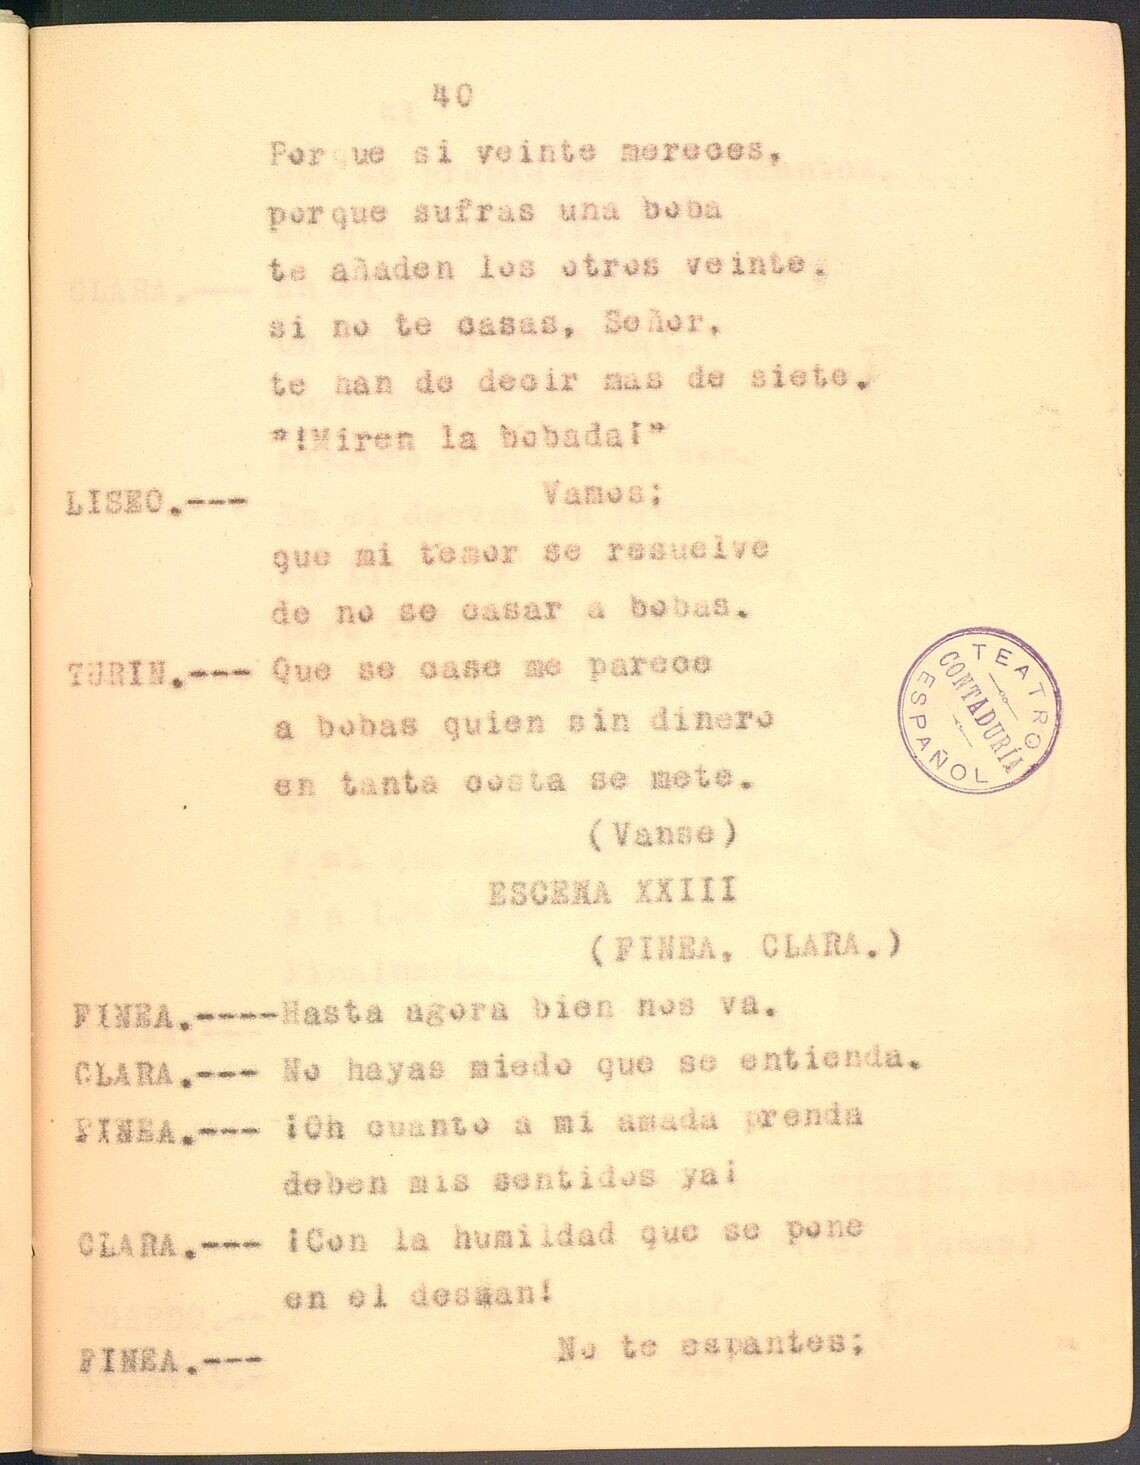 40
Porque si veinte mereces,
porque sufras una boba
te añaden los otros veinte.
si no te casas, Señor,
te han de decir mas de siete.
"!Miren la bobada!"
LISEO.--- Vamos;
que mi temor se resuelve
de no se casar a bobas.
TURIN.--- Que se case me parece
a bobas quien sin dinero
en tanta costa se mete.
(Vanse)
ESCENA XXIII
(FINEA, CLARA.)
FINEA.----Hasta agora bien nos va.
CLARA.--- No hayas miedo que se entienda.
FINEA.--- ¡Oh cuanto a mi amada prenda
deben mis sentidos ya¡
CLARA.--- ¡Con la humildad que se pone
en el desman!
FINEA.--- No te espantes;
TEATRO ESPAÑOL
CONTADURÍA